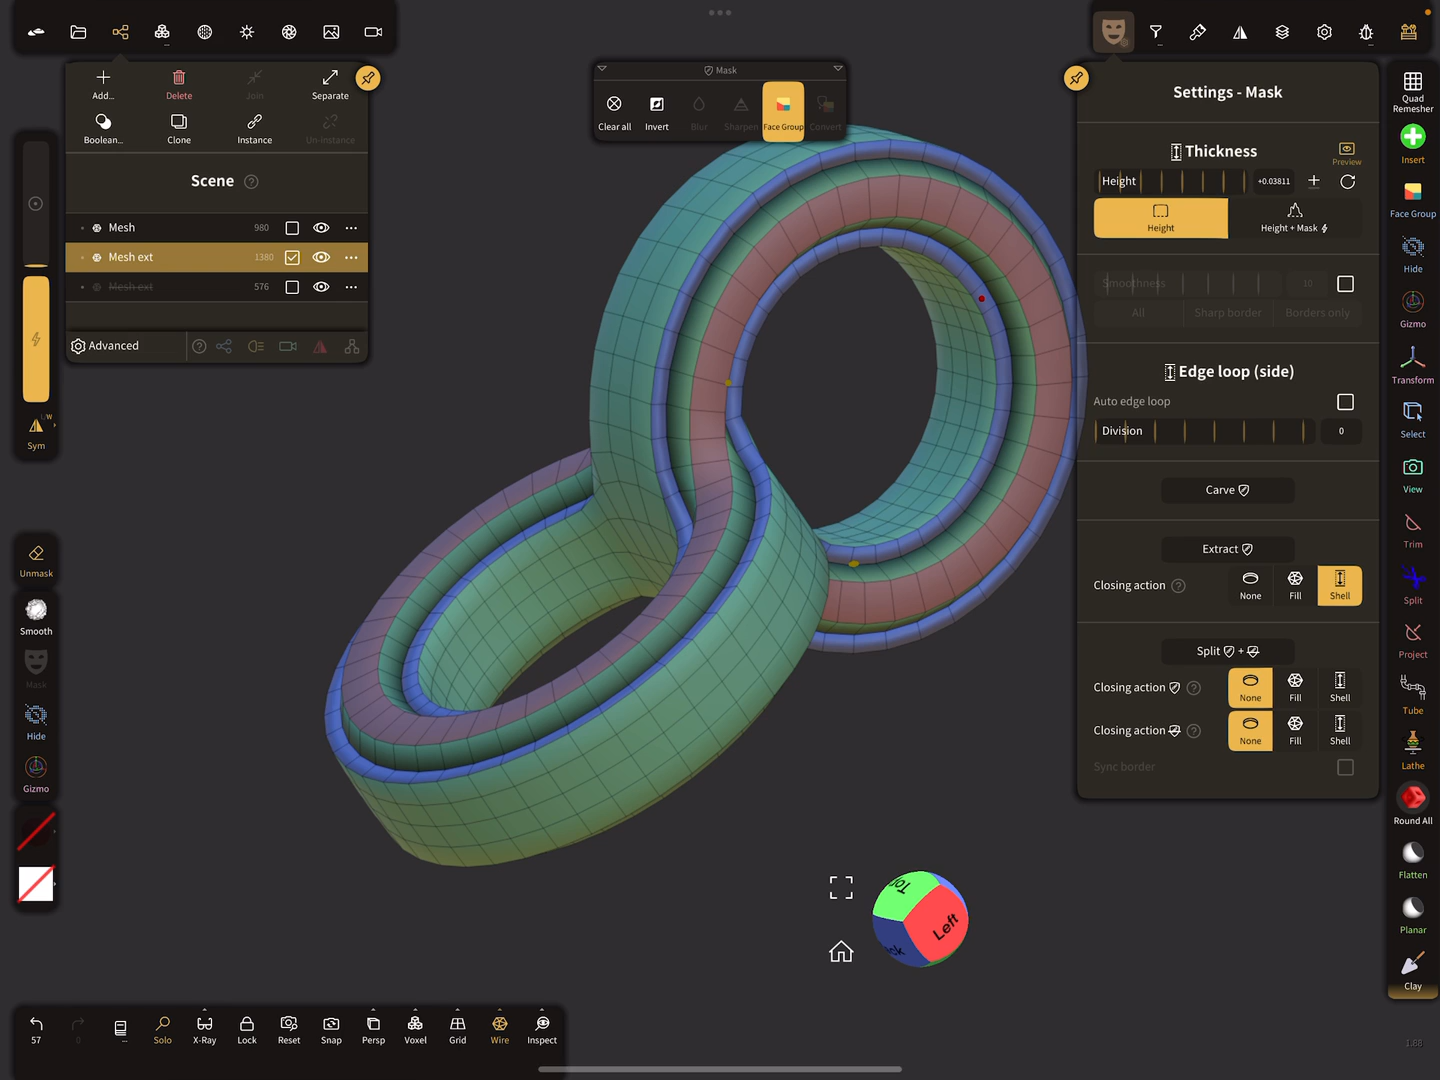 Add...
Delete
Join
Separate
Boolean...
Clone
Instance
Un-instance
Scene
Mesh 980
Mesh ext 1380
Mesh ext 576
Advanced
Sym
Unmask
Smooth
Mask
Hide
Gizmo
Mask
Clear all
Invert
Blur
Sharpen
Face Group
Convert
Settings - Mask
Thickness
Preview
Height +0.03811
Height
Height + Mask
Smoothness 10
All
Sharp border
Borders only
Edge loop (side)
Auto edge loop
Division 0
Carve
Extract
Closing action
None
Fill
Shell
Split +
Closing action
None
Fill
Shell
Closing action
None
Fill
Shell
Sync border
Quad
Remesher
Insert
Face Group
Hide
Gizmo
Transform
Select
View
Trim
Split
Project
Tube
Lathe
Round All
Flatten
Planar
Clay
Left
57
Solo
X-Ray
Lock
Reset
Snap
Persp
Voxel
Grid
Wire
Inspect
1.88